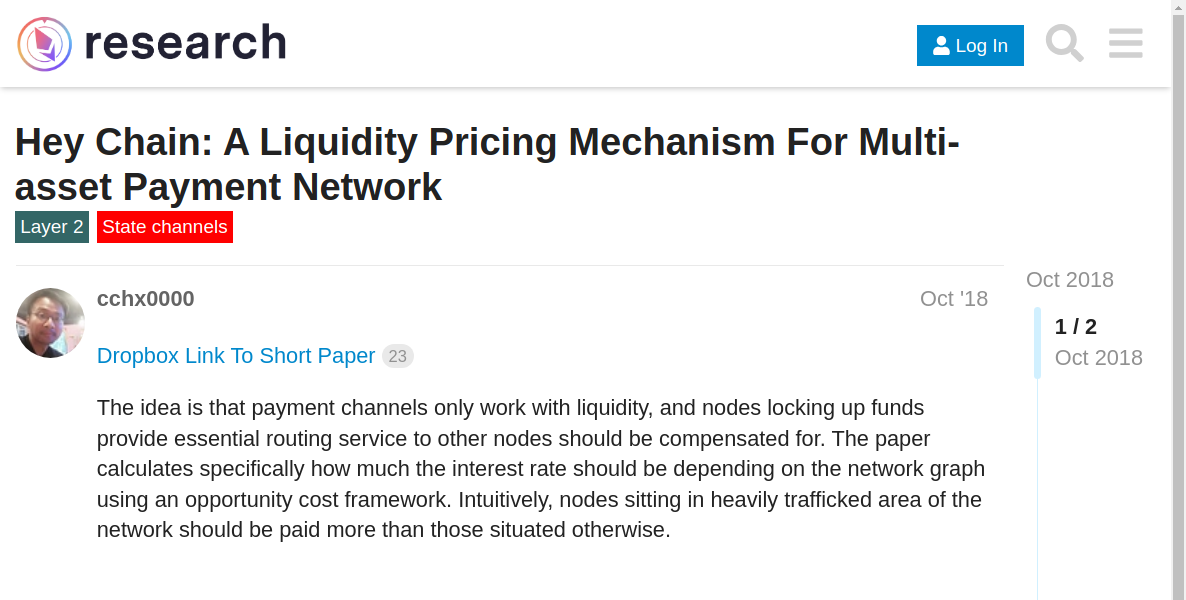 research
Log In
Hey Chain: A Liquidity Pricing Mechanism For Multi-
asset Payment Network
Layer 2 State channels
Oct 2018
cchx0000 Oct '18
1 / 2
Oct 2018
Dropbox Link To Short Paper 23
The idea is that payment channels only work with liquidity, and nodes locking up funds
provide essential routing service to other nodes should be compensated for. The paper
calculates specifically how much the interest rate should be depending on the network graph
using an opportunity cost framework. Intuitively, nodes sitting in heavily trafficked area of the
network should be paid more than those situated otherwise.